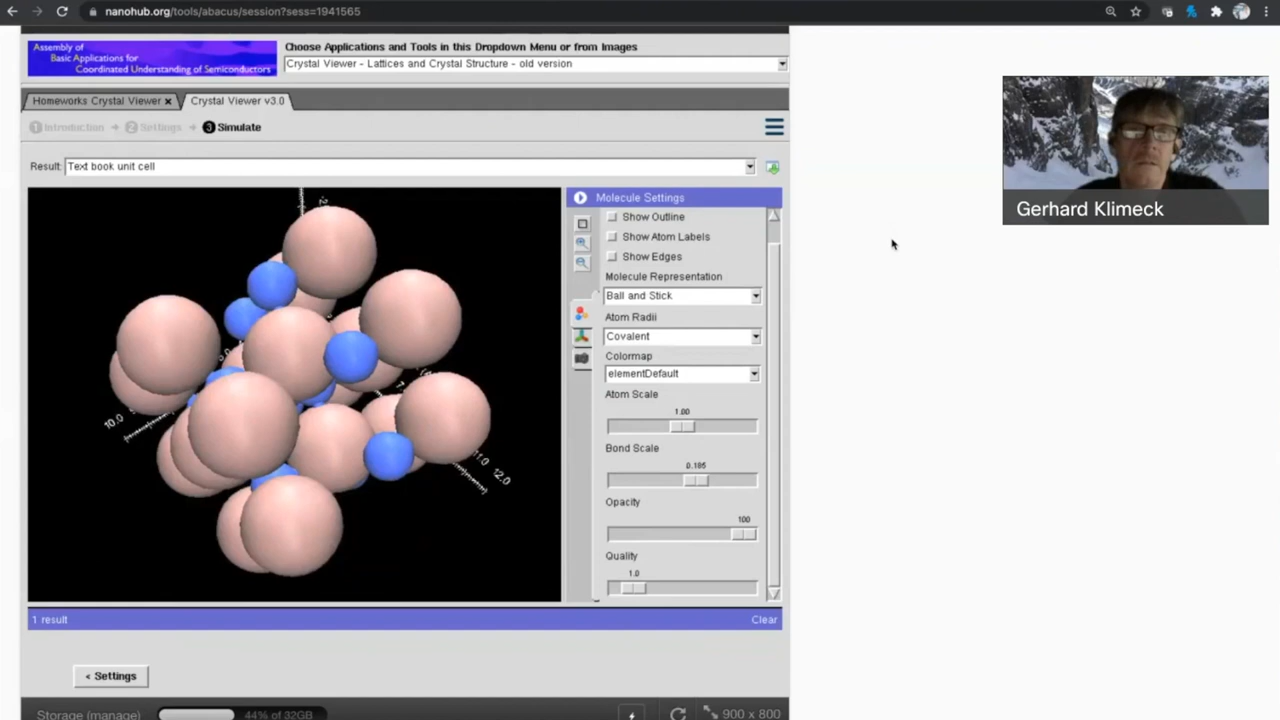 nanohub.org/tools/abacus/session?sess=1941565
Assembly of
Basic Applications for
Coordinated Understanding of Semiconductors
Choose Applications and Tools in this Dropdown Menu or from Images
Crystal Viewer - Lattices and Crystal Structure - old version
Homeworks Crystal Viewer × Crystal Viewer v3.0
1 Introduction → 2 Settings → 3 Simulate
Result: Text book unit cell
Molecule Settings
Show Outline
Show Atom Labels
Show Edges
Molecule Representation
Ball and Stick
Atom Radii
Covalent
Colormap
elementDefault
Atom Scale
1.00
Bond Scale
0.185
Opacity
100
Quality
1.0
10.0
11.0
12.0
1 result
Clear
< Settings
Storage (manage)
44% of 32GB
900 x 800
Gerhard Klimeck